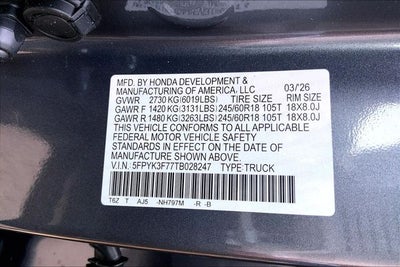 MFD. BY HONDA DEVELOPMENT &
MANUFACTURING OF AMERICA, LLC 03/26
GVWR 2730 KG(6019LBS) TIRE SIZE RIM SIZE
GAWR F 1420 KG(3131LBS) 245/60R18 105T 18X8.0J
GAWR R 1480 KG(3263LBS) 245/60R18 105T 18X8.0J
THIS VEHICLE CONFORMS TO ALL APPLICABLE
FEDERAL MOTOR VEHICLE SAFETY
STANDARDS IN EFFECT ON THE DATE OF
MANUFACTURE SHOWN ABOVE.
V.I.N. 5FPYK3F77TB028247 TYPE TRUCK
T6Z T AJ5 -NH797M -R -B